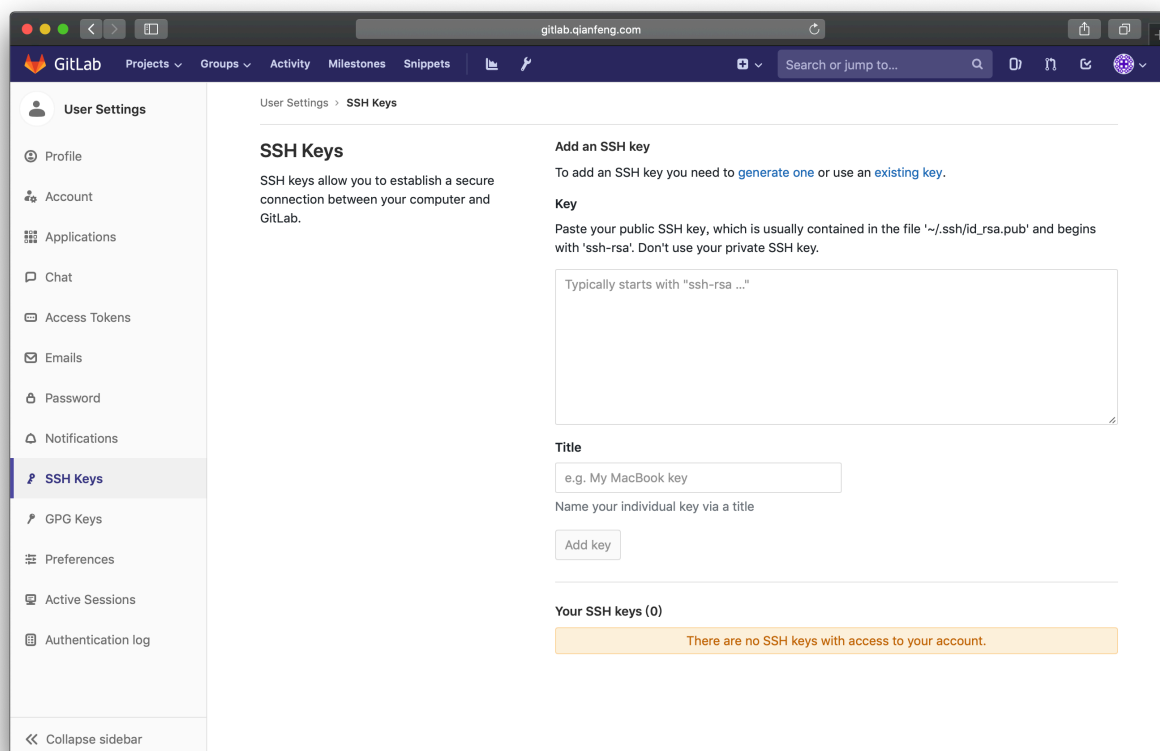 gitlab.qianfeng.com
GitLab Projects Groups Activity Milestones Snippets Search or jump to...
User Settings
Profile
Account
Applications
Chat
Access Tokens
Emails
Password
Notifications
SSH Keys
GPG Keys
Preferences
Active Sessions
Authentication log
Collapse sidebar
User Settings › SSH Keys
SSH Keys
SSH keys allow you to establish a secure
connection between your computer and
GitLab.
Add an SSH key
To add an SSH key you need to generate one or use an existing key.
Key
Paste your public SSH key, which is usually contained in the file '~/.ssh/id_rsa.pub' and begins
with 'ssh-rsa'. Don't use your private SSH key.
Typically starts with "ssh-rsa ..."
Title
e.g. My MacBook key
Name your individual key via a title
Add key
Your SSH keys (0)
There are no SSH keys with access to your account.